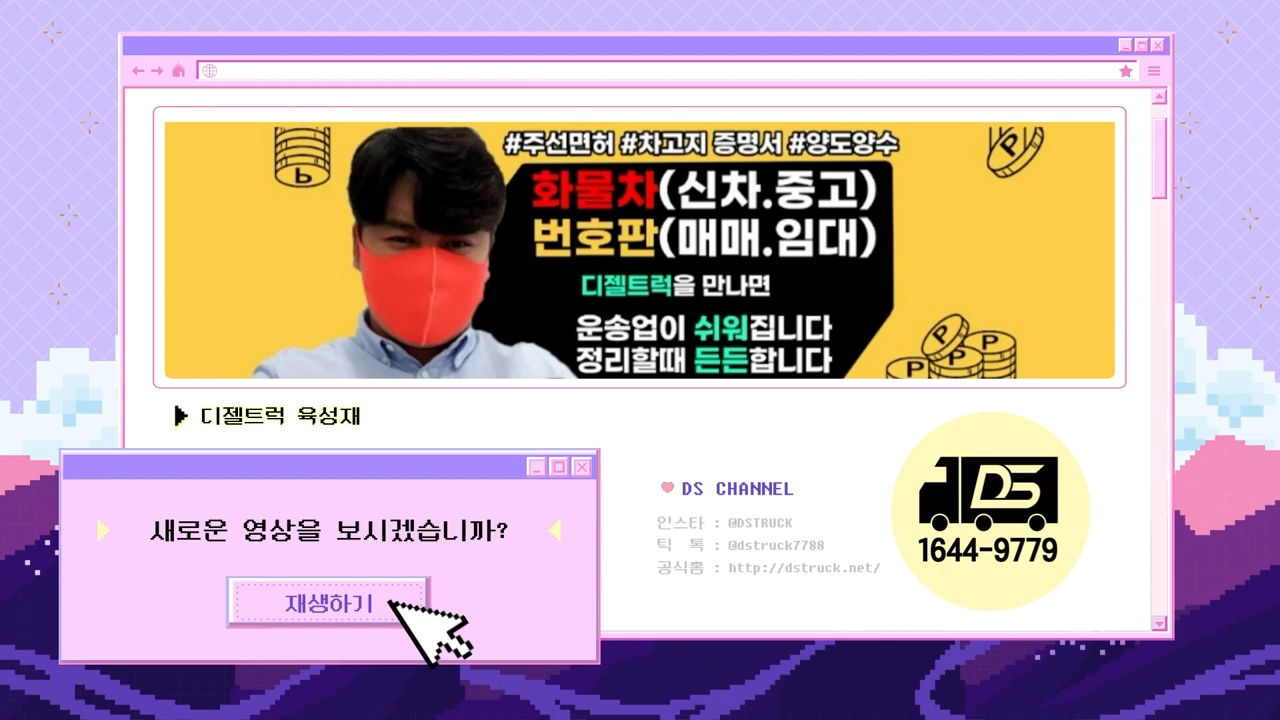 #주선면허 #차고지 증명서 #양도양수
화물차(신차.중고)
번호판(매매.임대)
디젤트럭을 만나면
운송업이 쉬워집니다
정리할때 든든합니다
P
P
P
P
디젤트럭 육성재
새로운 영상을 보시겠습니까?
재생하기
DS CHANNEL
인스타 : @DSTRUCK
틱 톡 : @dstruck7788
공식홈 : http://dstruck.net/
DS
1644-9779